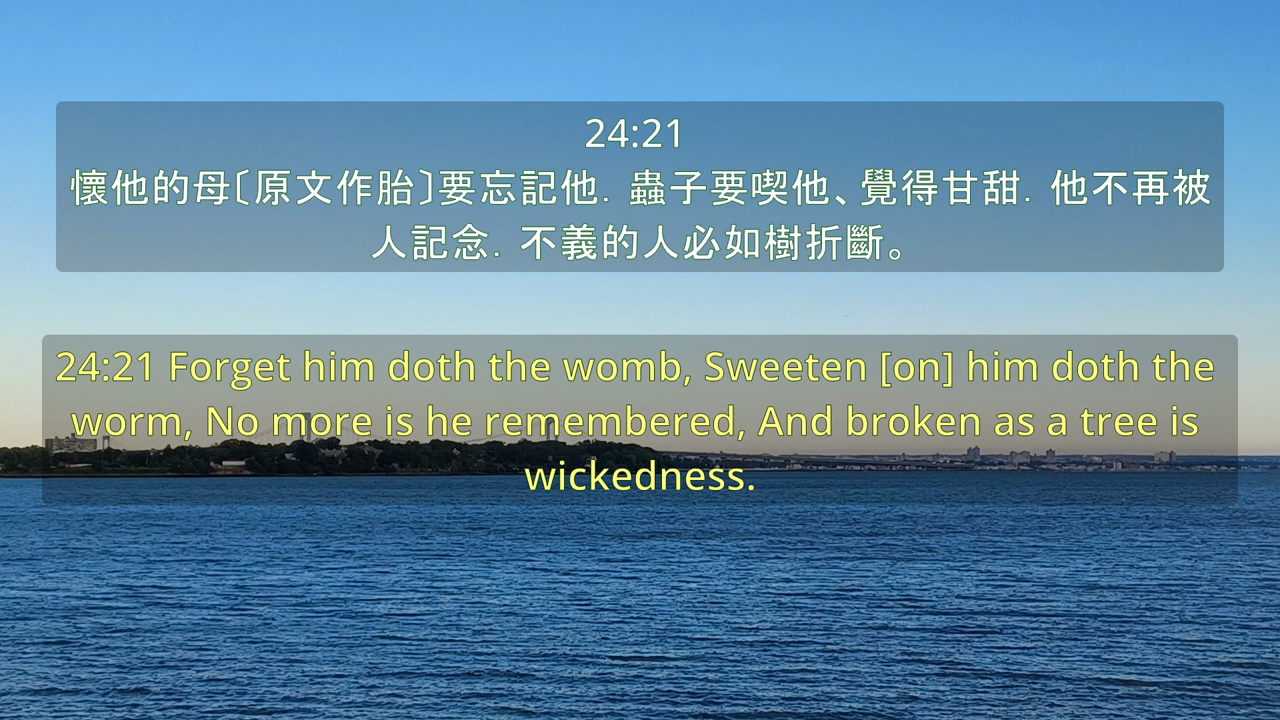 24:21
懷他的母〔原文作胎〕要忘記他．蟲子要喫他、覺得甘甜．他不再被
人記念．不義的人必如樹折斷。
24:21 Forget him doth the womb, Sweeten [on] him doth the
worm, No more is he remembered, And broken as a tree is
wickedness.